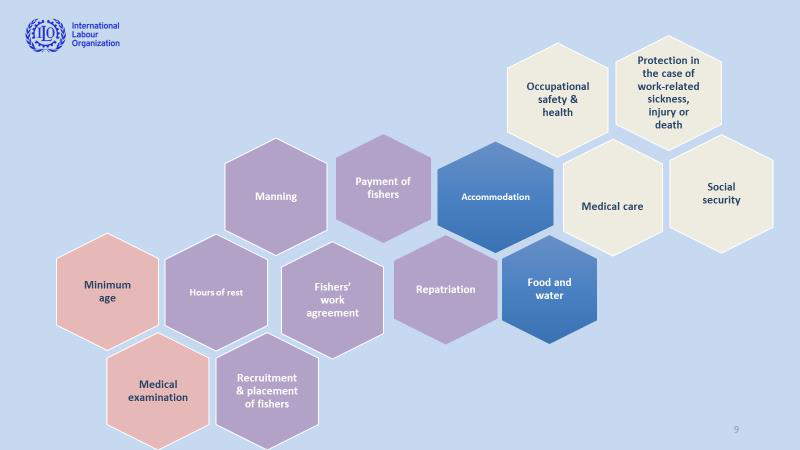 ILO
International
Labour
Organization
Protection in
the case of
work-related
sickness,
injury or
death
Occupational
safety &
health
Manning
Payment of
fishers
Accommodation
Medical care
Social
security
Minimum
age
Hours of rest
Fishers'
work
agreement
Repatriation
Food and
water
Medical
examination
Recruitment
& placement
of fishers
9